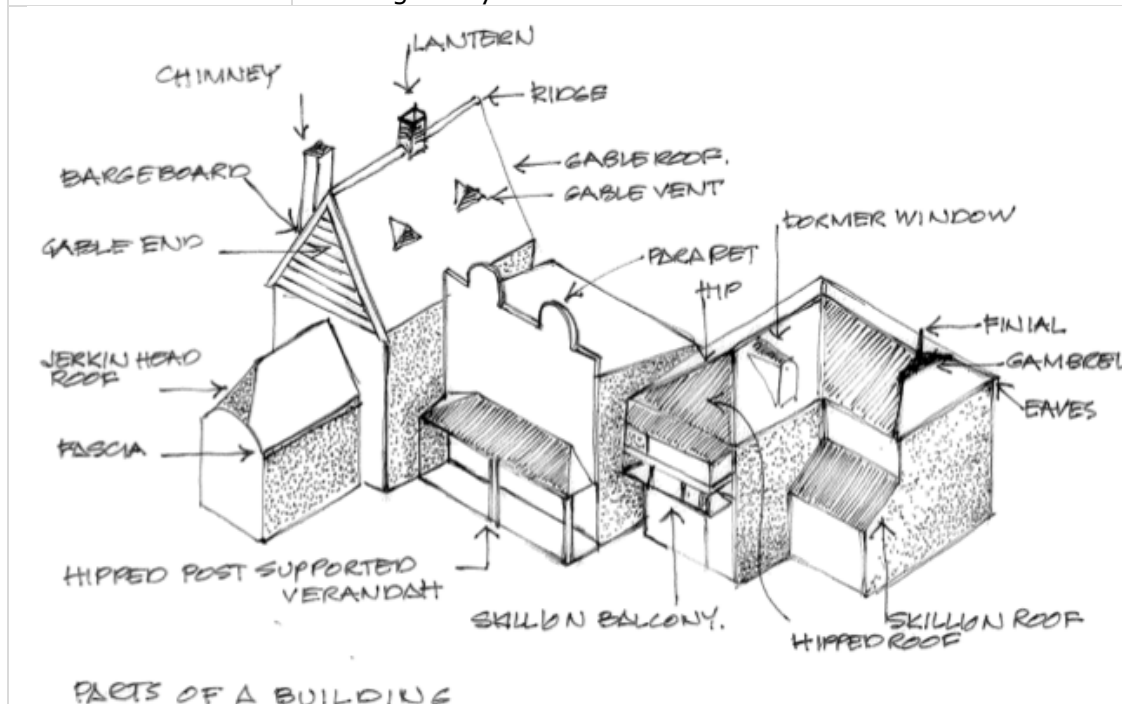 LANTERN
CHIMNEY
RIDGE
GABLE ROOF.
BARGEBOARD
GABLE VENT
DORMER WINDOW
GABLE END
PARAPET
HIP
FINIAL
JERKIN HEAD
ROOF
GAMBREL
EAVES
FASCIA
HIPPED POST SUPPORTED
VERANDAH
SKILLION BALCONY.
SKILLION ROOF
HIPPED ROOF
PARTS OF A BUILDING